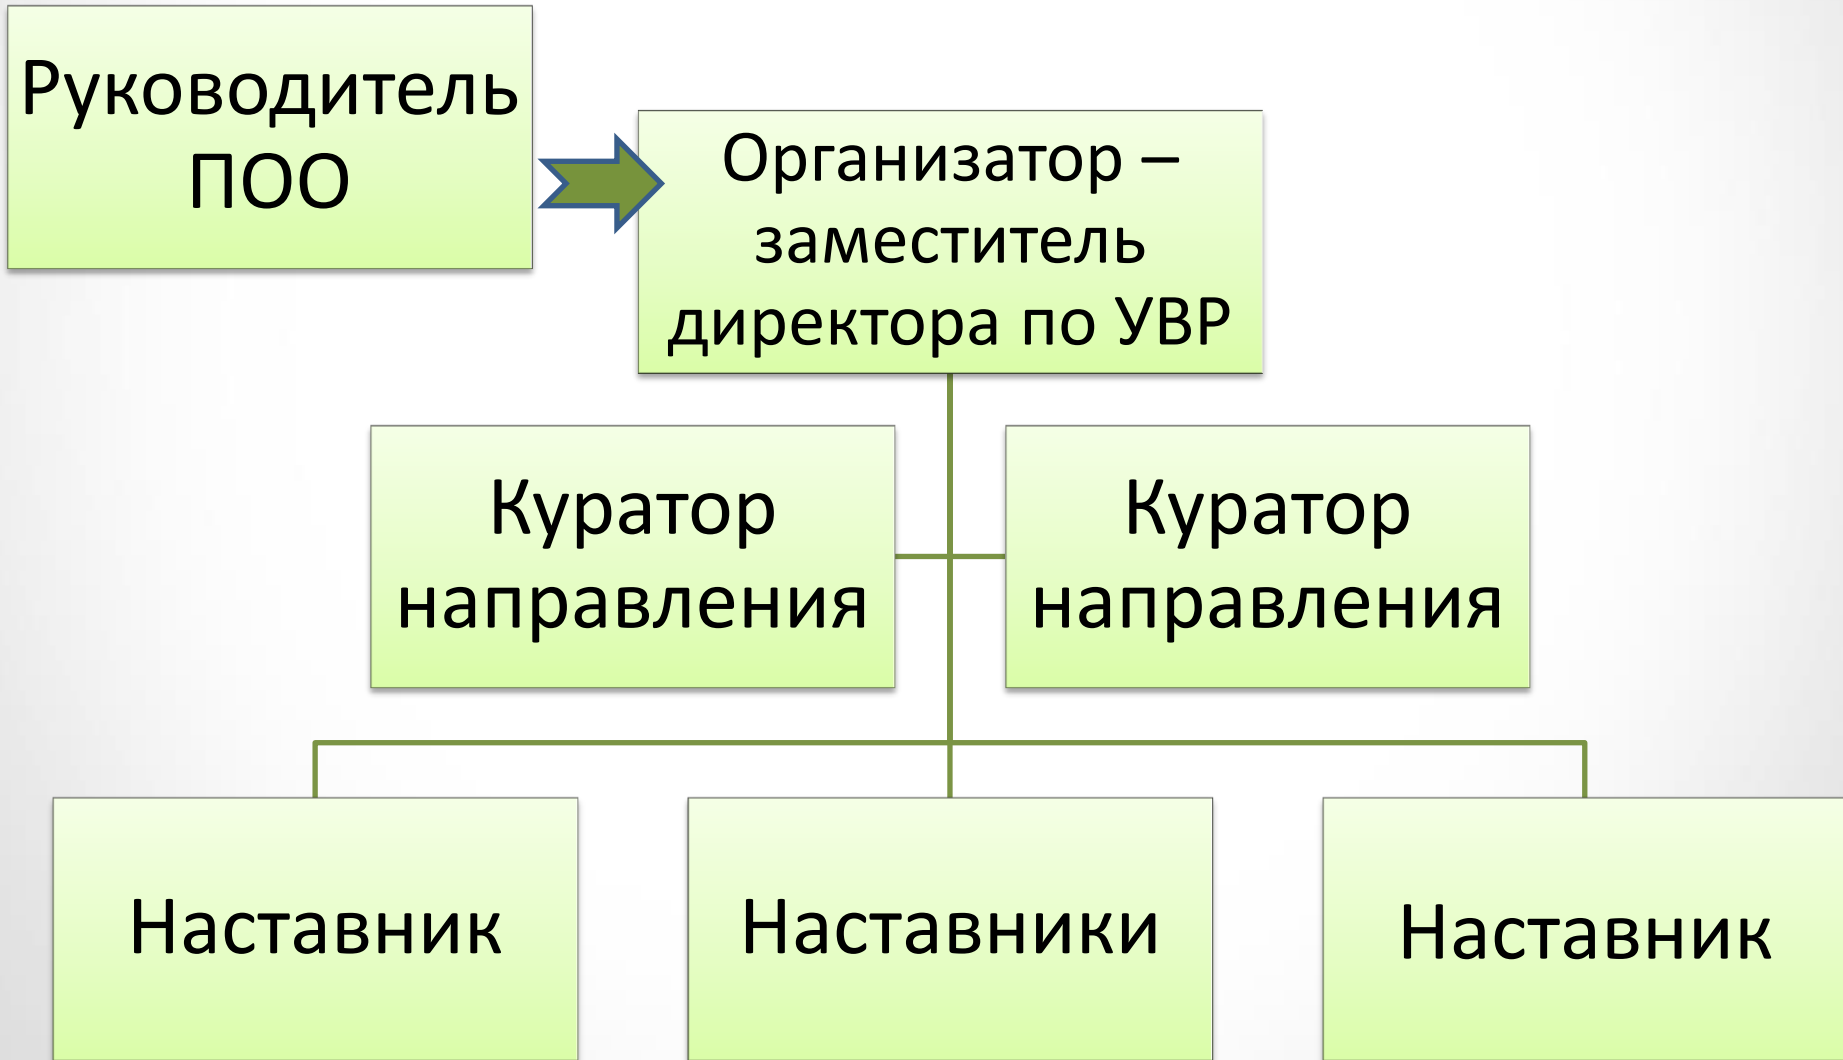 Руководитель
ПОО
Организатор –
заместитель
директора по УВР
Куратор
направления
Куратор
направления
Наставник
Наставники
Наставник